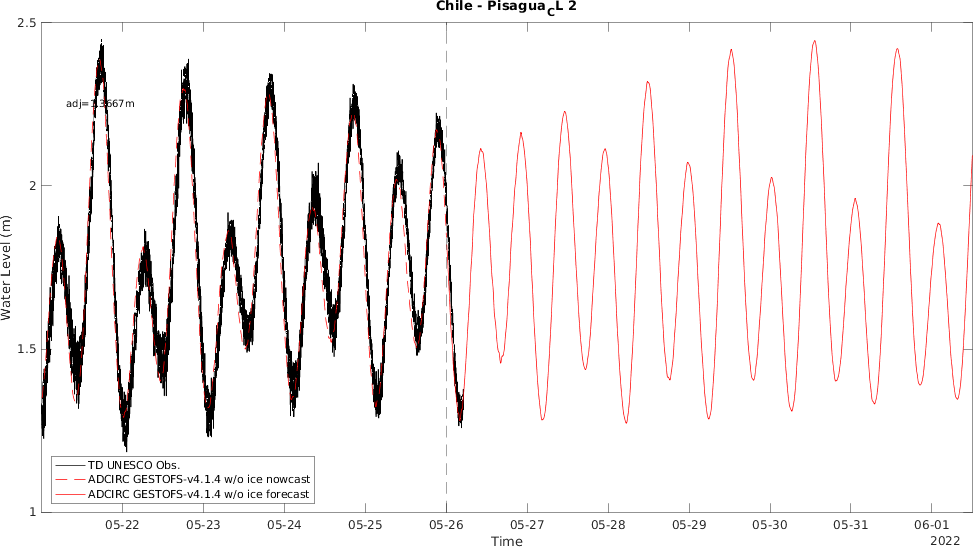 Chile - Pisagua_CL 2
2.5
adj=1.3667m
2
Water Level (m)
1.5
TD UNESCO Obs.
ADCIRC GESTOFS-v4.1.4 w/o ice nowcast
ADCIRC GESTOFS-v4.1.4 w/o ice forecast
1
05-22 05-23 05-24 05-25 05-26 05-27 05-28 05-29 05-30 05-31 06-01
Time 2022